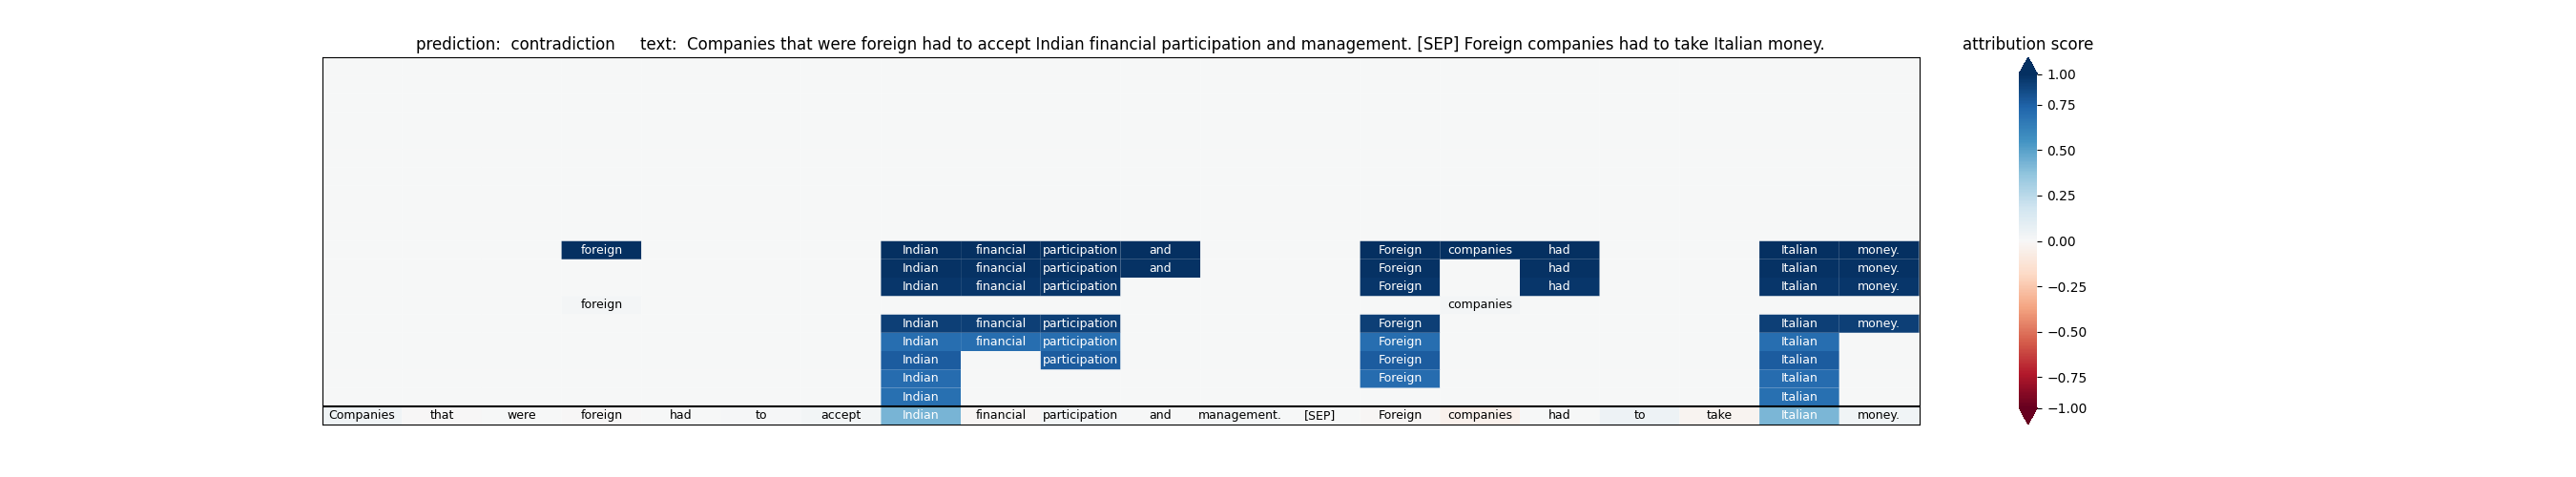 prediction: contradiction text: Companies that were foreign had to accept Indian financial participation and management. [SEP] Foreign companies had to take Italian money.
attribution score
1.00
0.75
0.50
0.25
0.00
−0.25
−0.50
−0.75
−1.00
foreign Indian financial participation and Foreign companies had Italian money.
Indian financial participation and Foreign had Italian money.
Indian financial participation Foreign had Italian money.
foreign companies
Indian financial participation Foreign Italian money.
Indian financial participation Foreign Italian
Indian participation Foreign Italian
Indian Foreign Italian
Indian Italian
Companies that were foreign had to accept Indian financial participation and management. [SEP] Foreign companies had to take Italian money.